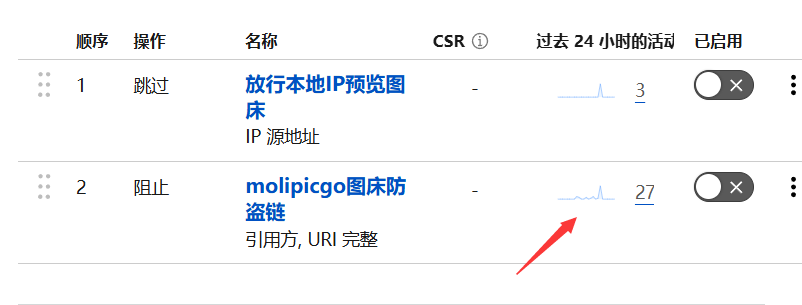 顺序 操作 名称 CSR 过去 24 小时的活动 已启用
1 跳过 放行本地IP预览图 - 3
床
IP 源地址
2 阻止 molipicgo图床防 - 27
盗链
引用方, URI 完整